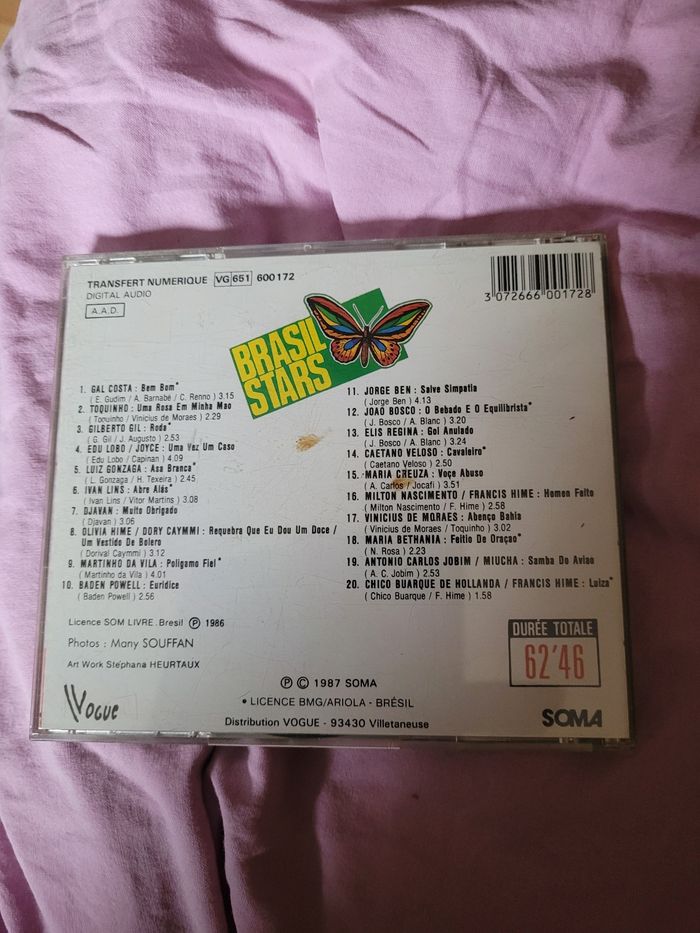 TRANSFERT NUMERIQUE VG 651 600172
DIGITAL AUDIO
A.A.D.
3 072666 001728
BRASIL
STARS
1. GAL COSTA : Bem Bom*
( E. Gudim / A. Barnabé / C. Renno ) 3.15
2. TOQUINHO : Uma Rosa Em Minha Mao
( Toquinho / Vinicius de Moraes ) 2.29
3. GILBERTO GIL : Roda*
( G. Gil / J. Augusto ) 2.53
4. EDU LOBO / JOYCE : Uma Vez Um Caso
( Edu Lobo / Capinan ) 4.09
5. LUIZ GONZAGA : Asa Branca*
( L. Gonzaga / H. Texeira ) 2.45
6. IVAN LINS : Abre Alás*
( Ivan Lins / Vitor Martins ) 3.08
7. DJAVAN : Muito Obrigado
( Djavan ) 3.06
8. OLIVIA HIME / DORY CAYMMI : Requebra Que Eu Dou Um Doce /
Um Vestido De Bolero
( Dorival Caymmi ) 3.12
9. MARTINHO DA VILA : Poligamo Fiel*
( Martinho da Vila ) 4.01
10. BADEN POWELL : Euridice
( Baden Powell ) 2.56
11. JORGE BEN : Salve Simpatia
( Jorge Ben ) 4.13
12. JOAO BOSCO : O Bebado E O Equilibrista*
( J. Bosco / A. Blanc ) 3.20
13. ELIS REGINA : Gol Anulado
( J. Bosco / A. Blanc ) 3.24
14. CAETANO VELOSO : Cavaleiro*
( Caetano Veloso ) 2.50
15. MARIA CREUZA : Voçe Abuso
( A. Carlos / Jocafi ) 3.51
16. MILTON NASCIMENTO / FRANCIS HIME : Homen Feito
( Milton Nascimento / F. Hime ) 2.58
17. VINICIUS DE MORAES : Abença Bahia
( Vinicius de Moraes / Toquinho ) 3.02
18. MARIA BETHANIA : Feitio De Oraçao*
( N. Rosa ) 2.23
19. ANTONIO CARLOS JOBIM / MIUCHA : Samba Do Aviao
( A. C. Jobim ) 2.53
20. CHICO BUARQUE DE HOLLANDA / FRANCIS HIME : Luiza*
( Chico Buarque / F. Hime ) 1.58
Licence SOM LIVRE . Bresil Ⓟ 1986
Photos : Many SOUFFAN
Art Work Stéphana HEURTAUX
Vogue
Ⓟ © 1987 SOMA
• LICENCE BMG/ARIOLA - BRÉSIL
Distribution VOGUE - 93430 Villetaneuse
DURÉE TOTALE
62'46
SOMA